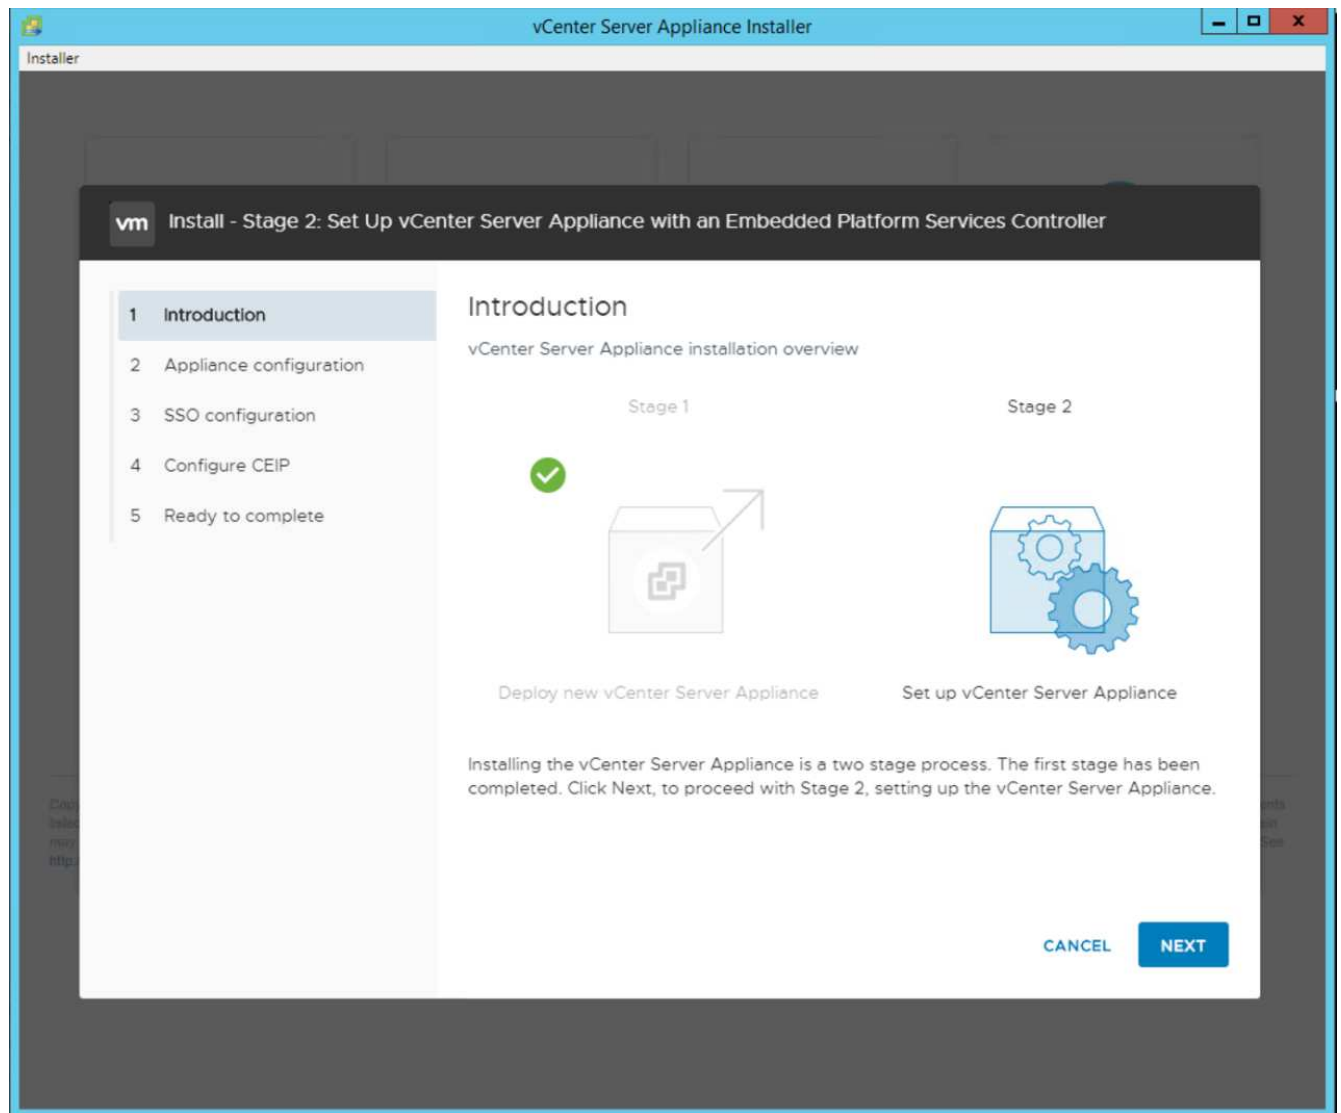 vCenter Server Appliance Installer
Installer
vm Install - Stage 2: Set Up vCenter Server Appliance with an Embedded Platform Services Controller
1 Introduction
2 Appliance configuration
3 SSO configuration
4 Configure CEIP
5 Ready to complete
Introduction
vCenter Server Appliance installation overview
Stage 1
Stage 2
Deploy new vCenter Server Appliance
Set up vCenter Server Appliance
Installing the vCenter Server Appliance is a two stage process. The first stage has been
completed. Click Next, to proceed with Stage 2, setting up the vCenter Server Appliance.
may
See
CANCEL
NEXT